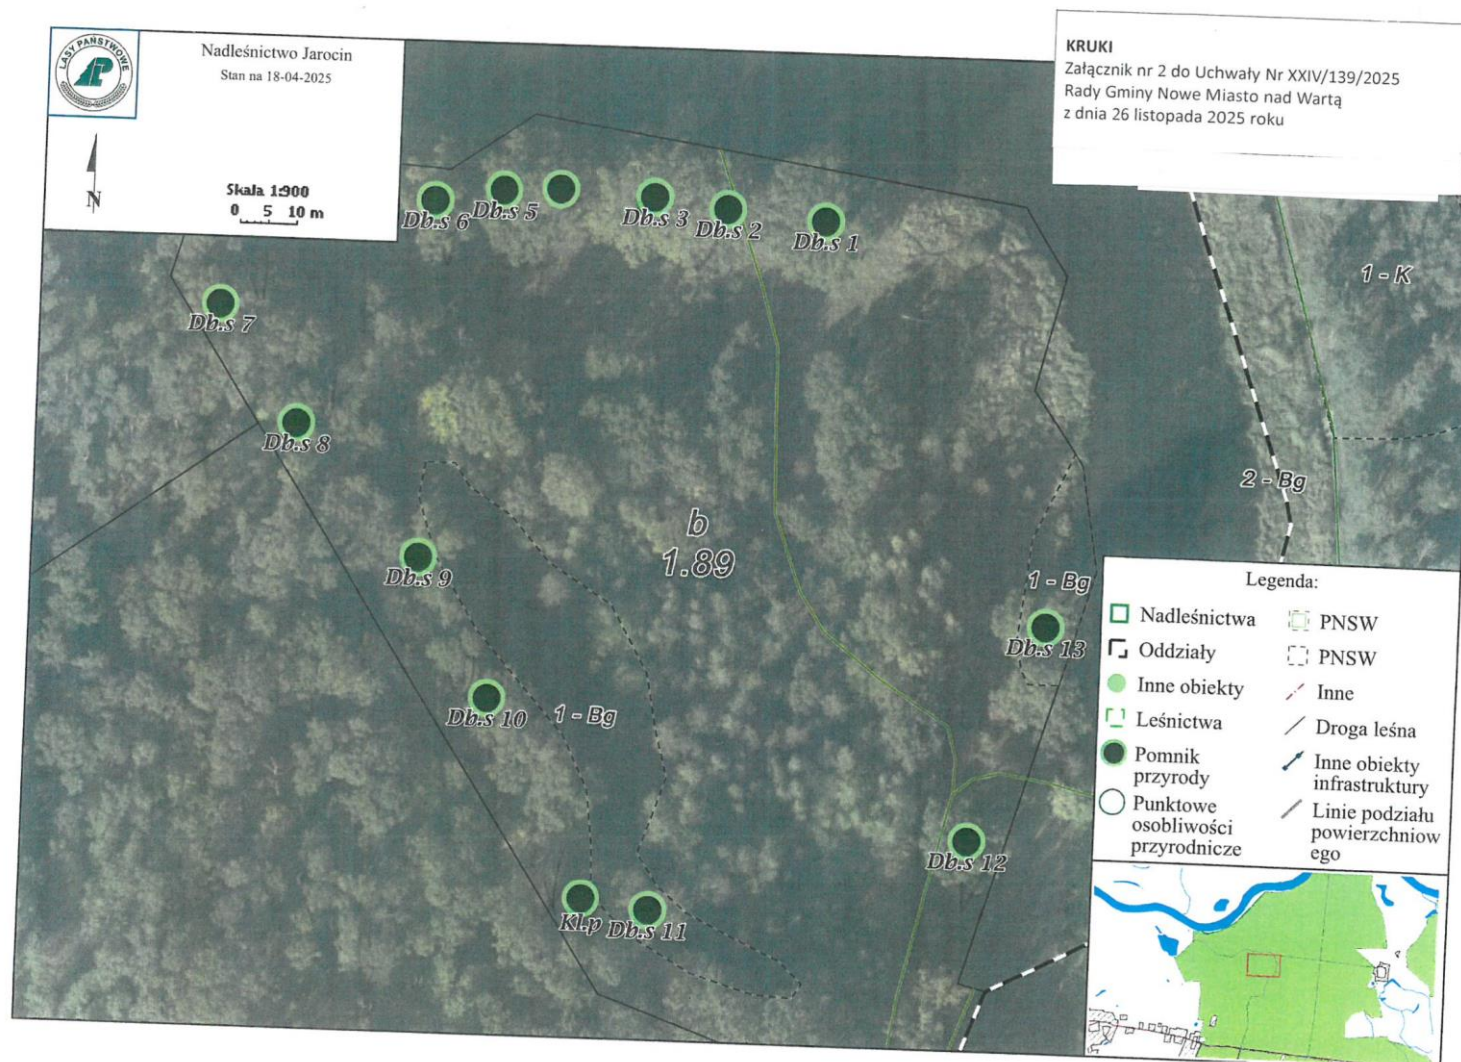 LASY PAŃSTWOWE
Nadleśnictwo Jarocin
Stan na 18-04-2025
N
Skala 1:900
0 5 10 m
KRUKI
Załącznik nr 2 do Uchwały Nr XXIV/139/2025
Rady Gminy Nowe Miasto nad Wartą
z dnia 26 listopada 2025 roku
Db.s 6
Db.s 5
Db.s 3
Db.s 2
Db.s 1
1 - K
Db.s 7
Db.s 8
2 - Bg
b
1.89
Db.s 9
1 - Bg
Db.s 13
Db.s 10
1 - Bg
Db.s 12
Kl.p
Db.s 11
Legenda:
Nadleśnictwa
Oddziały
Inne obiekty
Leśnictwa
Pomnik
przyrody
Punktowe
osobliwości
przyrodnicze
PNSW
PNSW
Inne
Droga leśna
Inne obiekty
infrastruktury
Linie podziału
powierzchniow
ego